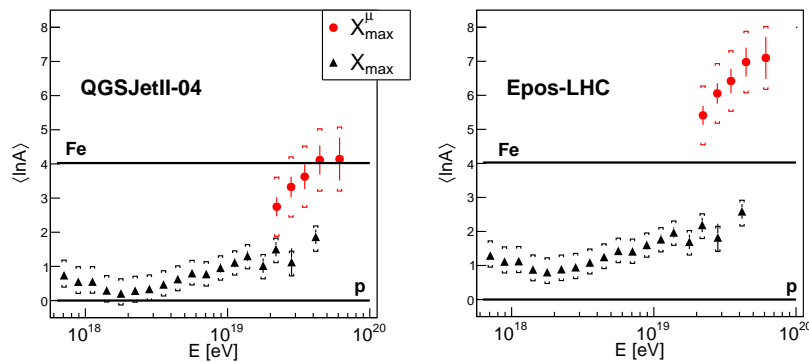 X^μ_max
X_max
QGSJetII-04
⟨lnA⟩
8
7
6
5
4
3
2
1
0
Fe
p
10^18
10^19
10^20
E [eV]
Epos-LHC
⟨lnA⟩
8
7
6
5
4
3
2
1
0
Fe
p
10^18
10^19
10^20
E [eV]